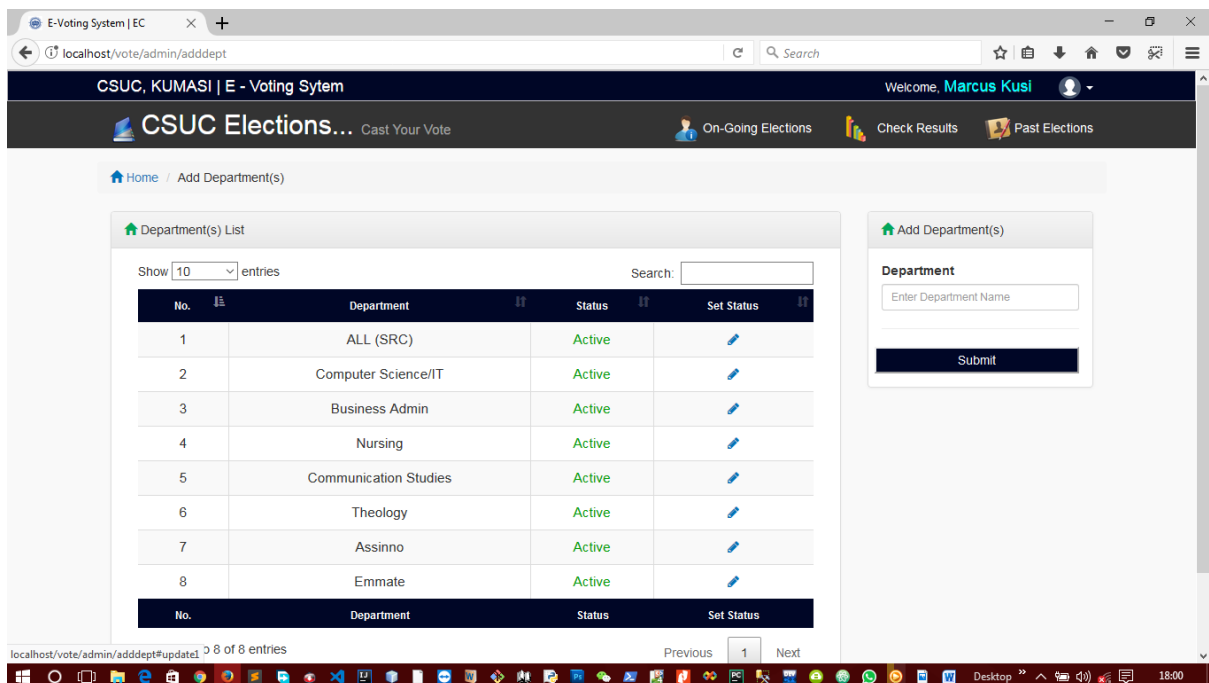 E-Voting System | EC
localhost/vote/admin/adddept
Search
CSUC, KUMASI | E - Voting Sytem
Welcome, Marcus Kusi
CSUC Elections... Cast Your Vote
On-Going Elections
Check Results
Past Elections
Home / Add Department(s)
Department(s) List
Show 10 entries
Search:
No. Department Status Set Status
1 ALL (SRC) Active
2 Computer Science/IT Active
3 Business Admin Active
4 Nursing Active
5 Communication Studies Active
6 Theology Active
7 Assinno Active
8 Emmate Active
No. Department Status Set Status
8 of 8 entries
Previous 1 Next
Add Department(s)
Department
Enter Department Name
Submit
localhost/vote/admin/adddept#update1
Desktop
18:00